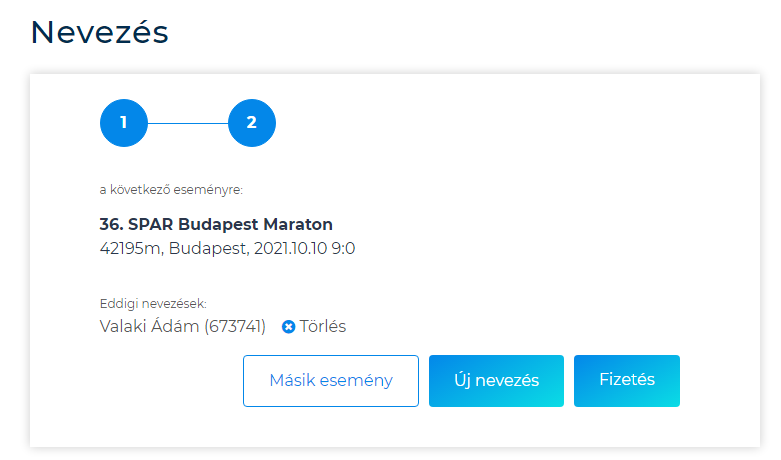 Nevezés
1 2
a következő eseményre:
36. SPAR Budapest Maraton
42195m, Budapest, 2021.10.10 9:0
Eddigi nevezések:
Valaki Ádám (673741) Törlés
Másik esemény Új nevezés Fizetés